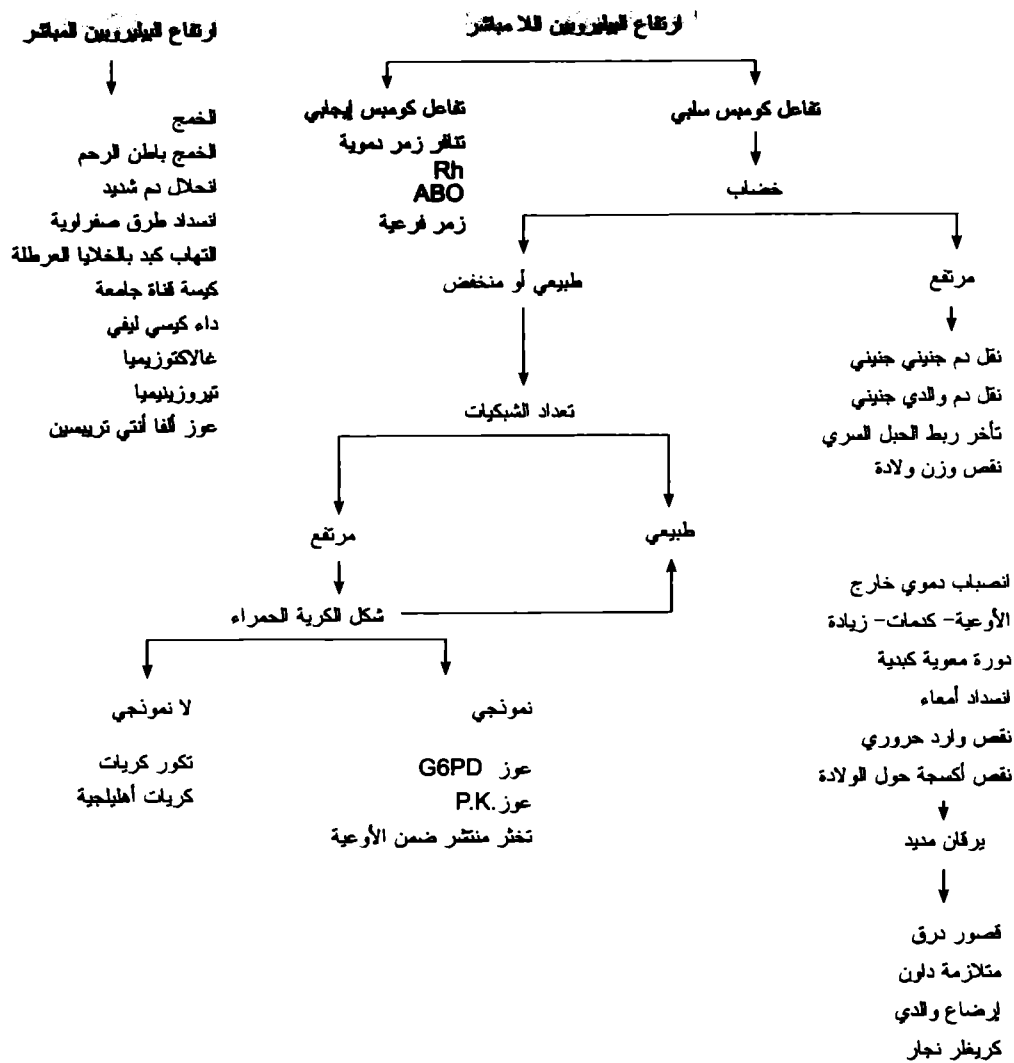 ارتفاع البيليروبين اللا مباشر
ارتفاع البيليروبين المباشر
تفاعل كومبس سلبي
تفاعل كومبس إيجابي
تنافر زمر دموية
Rh
ABO
زمر فرعية
الخمج
الخمج باطن الرحم
انحلال دم شديد
انسداد طرق صفراوية
التهاب كبد بالخلايا العرطلة
كيسة قناة جامعة
داء كيسي ليفي
غالاكتوزيميا
تيروزينيميا
عوز ألفا أنتي تريبسين
خضاب
مرتفع
طبيعي أو منخفض
نقل دم جنيني جنيني
نقل دم والدي جنيني
تأخر ربط الحبل السري
نقص وزن ولادة
تعداد الشبكيات
طبيعي
مرتفع
شكل الكرية الحمراء
نموذجي
لا نموذجي
عوز G6PD
عوز P.K.
تخثر منتشر ضمن الأوعية
تكور كريات
كريات أهليلجية
انصباب دموي خارج
الأوعية- كدمات- زيادة
دورة معوية كبدية
انسداد أمعاء
نقص وارد حروري
نقص أكسجة حول الولادة
يرقان مديد
قصور درق
متلازمة داون
إرضاع والدي
كريغلر نجار